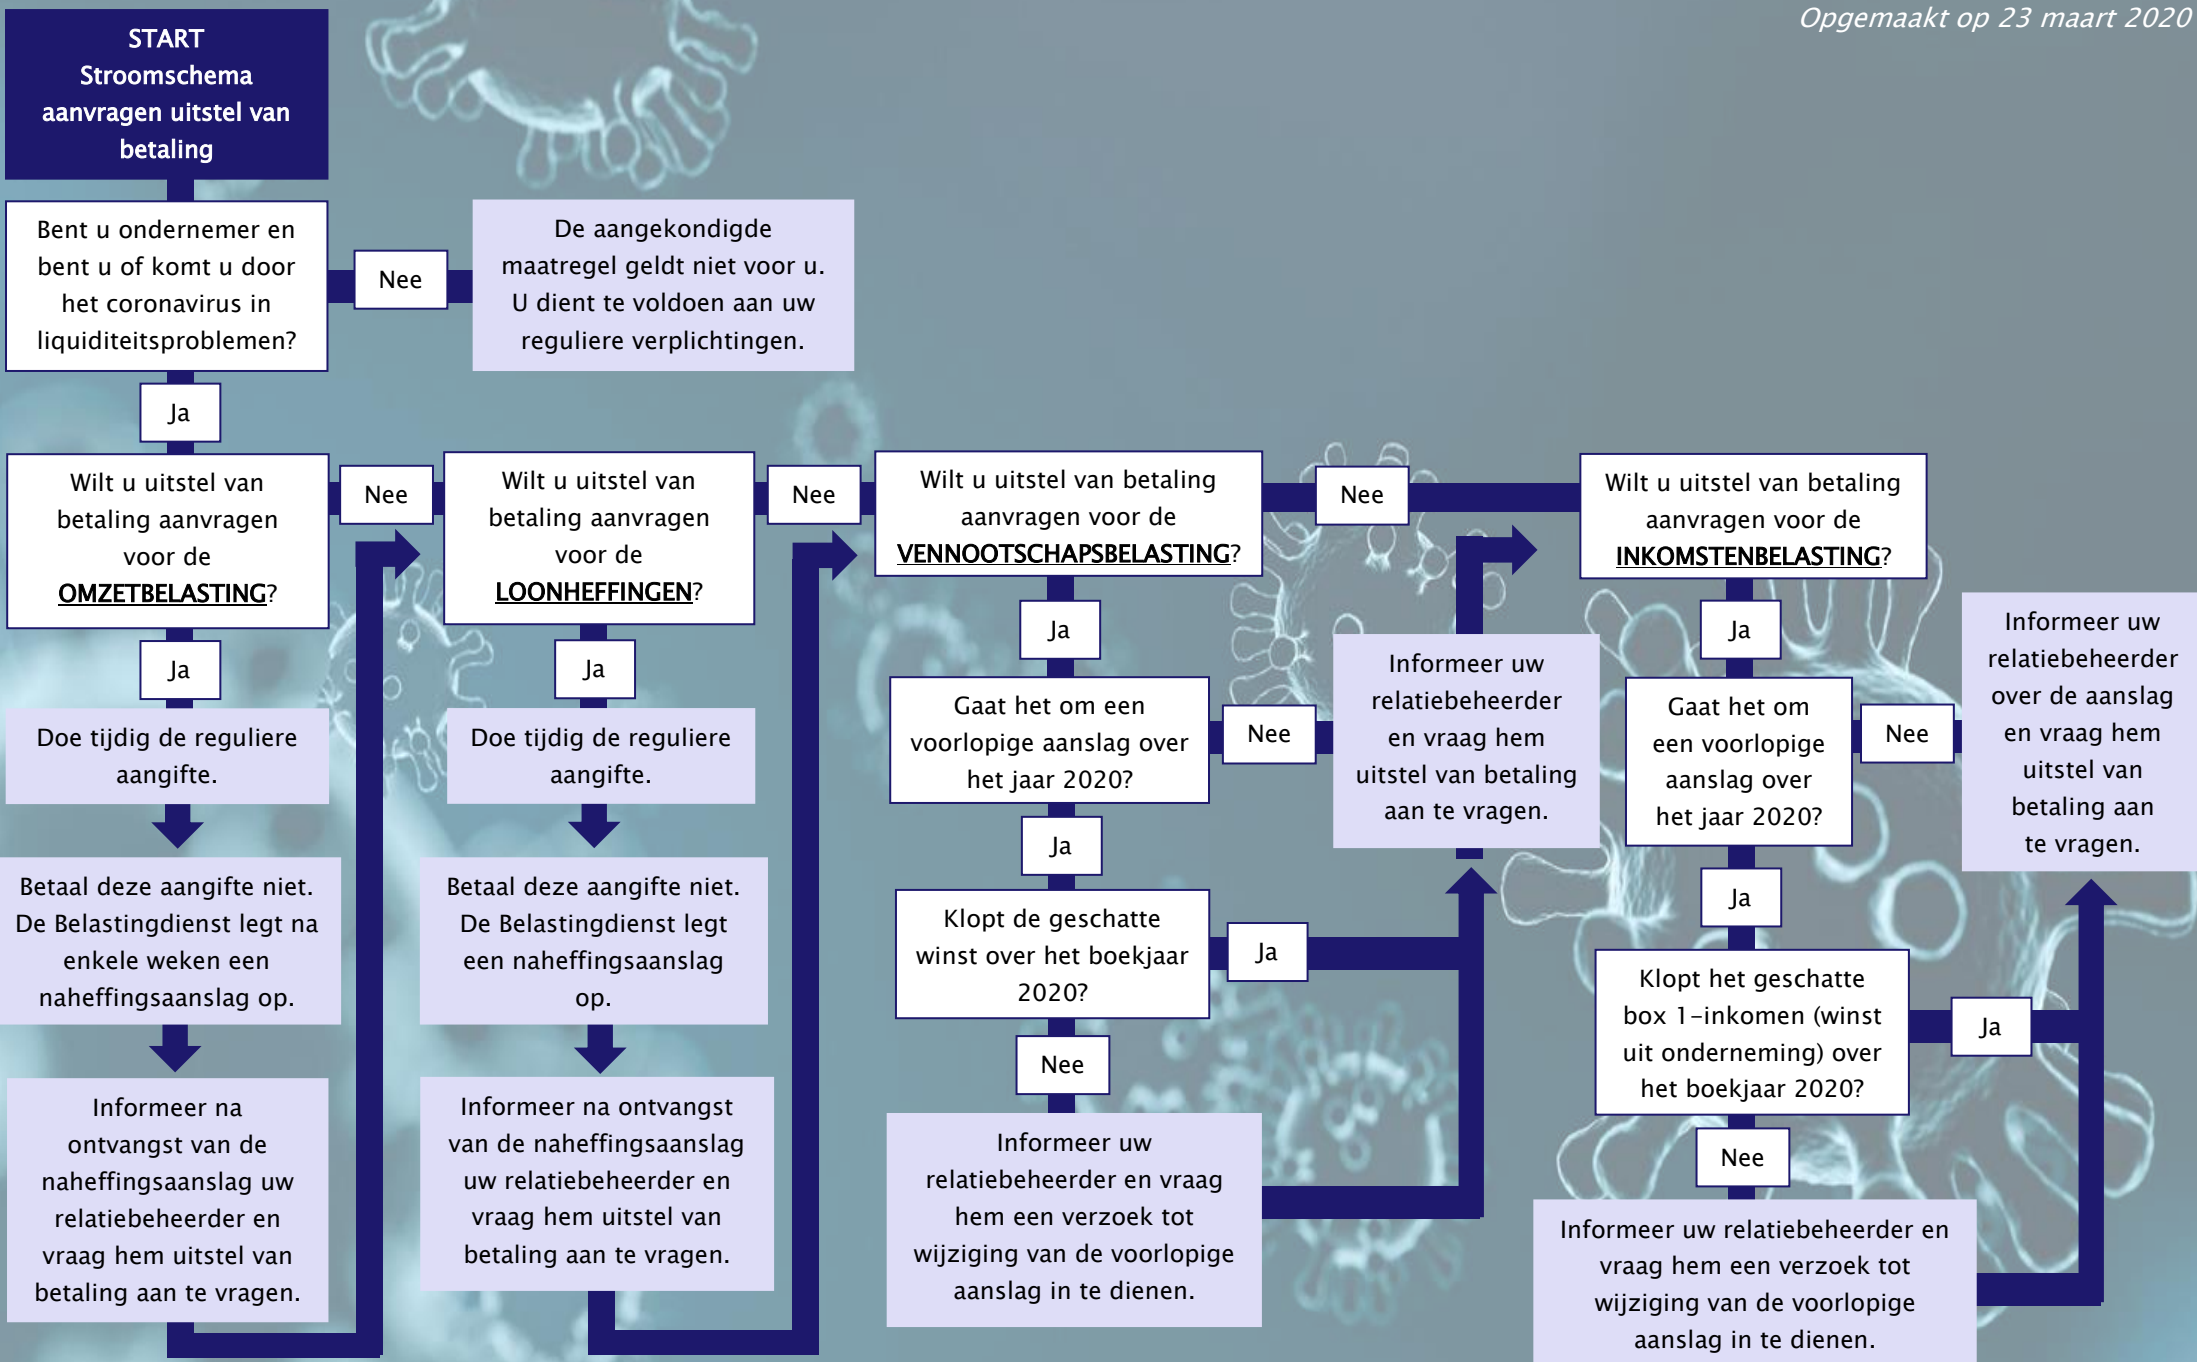 Opgemaakt op 23 maart 2020
START
Stroomschema
aanvragen uitstel van
betaling
Bent u ondernemer en
bent u of komt u door
het coronavirus in
liquiditeitsproblemen?
Nee
De aangekondigde
maatregel geldt niet voor u.
U dient te voldoen aan uw
reguliere verplichtingen.
Ja
Wilt u uitstel van
betaling aanvragen
voor de
OMZETBELASTING?
Nee
Wilt u uitstel van
betaling aanvragen
voor de
LOONHEFFINGEN?
Nee
Wilt u uitstel van betaling
aanvragen voor de
VENNOOTSCHAPSBELASTING?
Nee
Wilt u uitstel van betaling
aanvragen voor de
INKOMSTENBELASTING?
Ja
Doe tijdig de reguliere
aangifte.
Betaal deze aangifte niet.
De Belastingdienst legt na
enkele weken een
naheffingsaanslag op.
Informeer na
ontvangst van de
naheffingsaanslag uw
relatiebeheerder en
vraag hem uitstel van
betaling aan te vragen.
Ja
Doe tijdig de reguliere
aangifte.
Betaal deze aangifte niet.
De Belastingdienst legt
een naheffingsaanslag
op.
Informeer na ontvangst
van de naheffingsaanslag
uw relatiebeheerder en
vraag hem uitstel van
betaling aan te vragen.
Ja
Gaat het om een
voorlopige aanslag over
het jaar 2020?
Nee
Informeer uw
relatiebeheerder
en vraag hem
uitstel van betaling
aan te vragen.
Ja
Klopt de geschatte
winst over het boekjaar
2020?
Ja
Nee
Informeer uw
relatiebeheerder en vraag
hem een verzoek tot
wijziging van de voorlopige
aanslag in te dienen.
Ja
Gaat het om
een voorlopige
aanslag over
het jaar 2020?
Nee
Informeer uw
relatiebeheerder
over de aanslag
en vraag hem
uitstel van
betaling aan
te vragen.
Ja
Klopt het geschatte
box 1-inkomen (winst
uit onderneming) over
het boekjaar 2020?
Ja
Nee
Informeer uw relatiebeheerder en
vraag hem een verzoek tot
wijziging van de voorlopige
aanslag in te dienen.